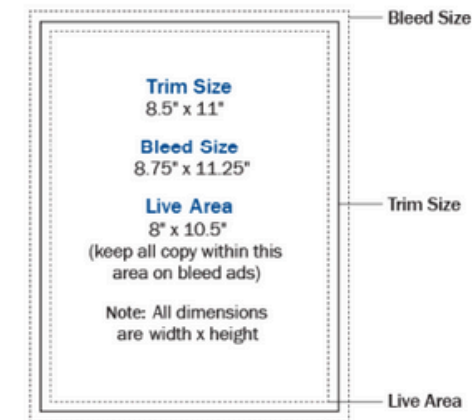 Bleed Size
Trim Size
8.5" x 11"
Bleed Size
8.75" x 11.25"
Live Area
8" x 10.5"
(keep all copy within this
area on bleed ads)
Note: All dimensions
are width x height
Trim Size
Live Area